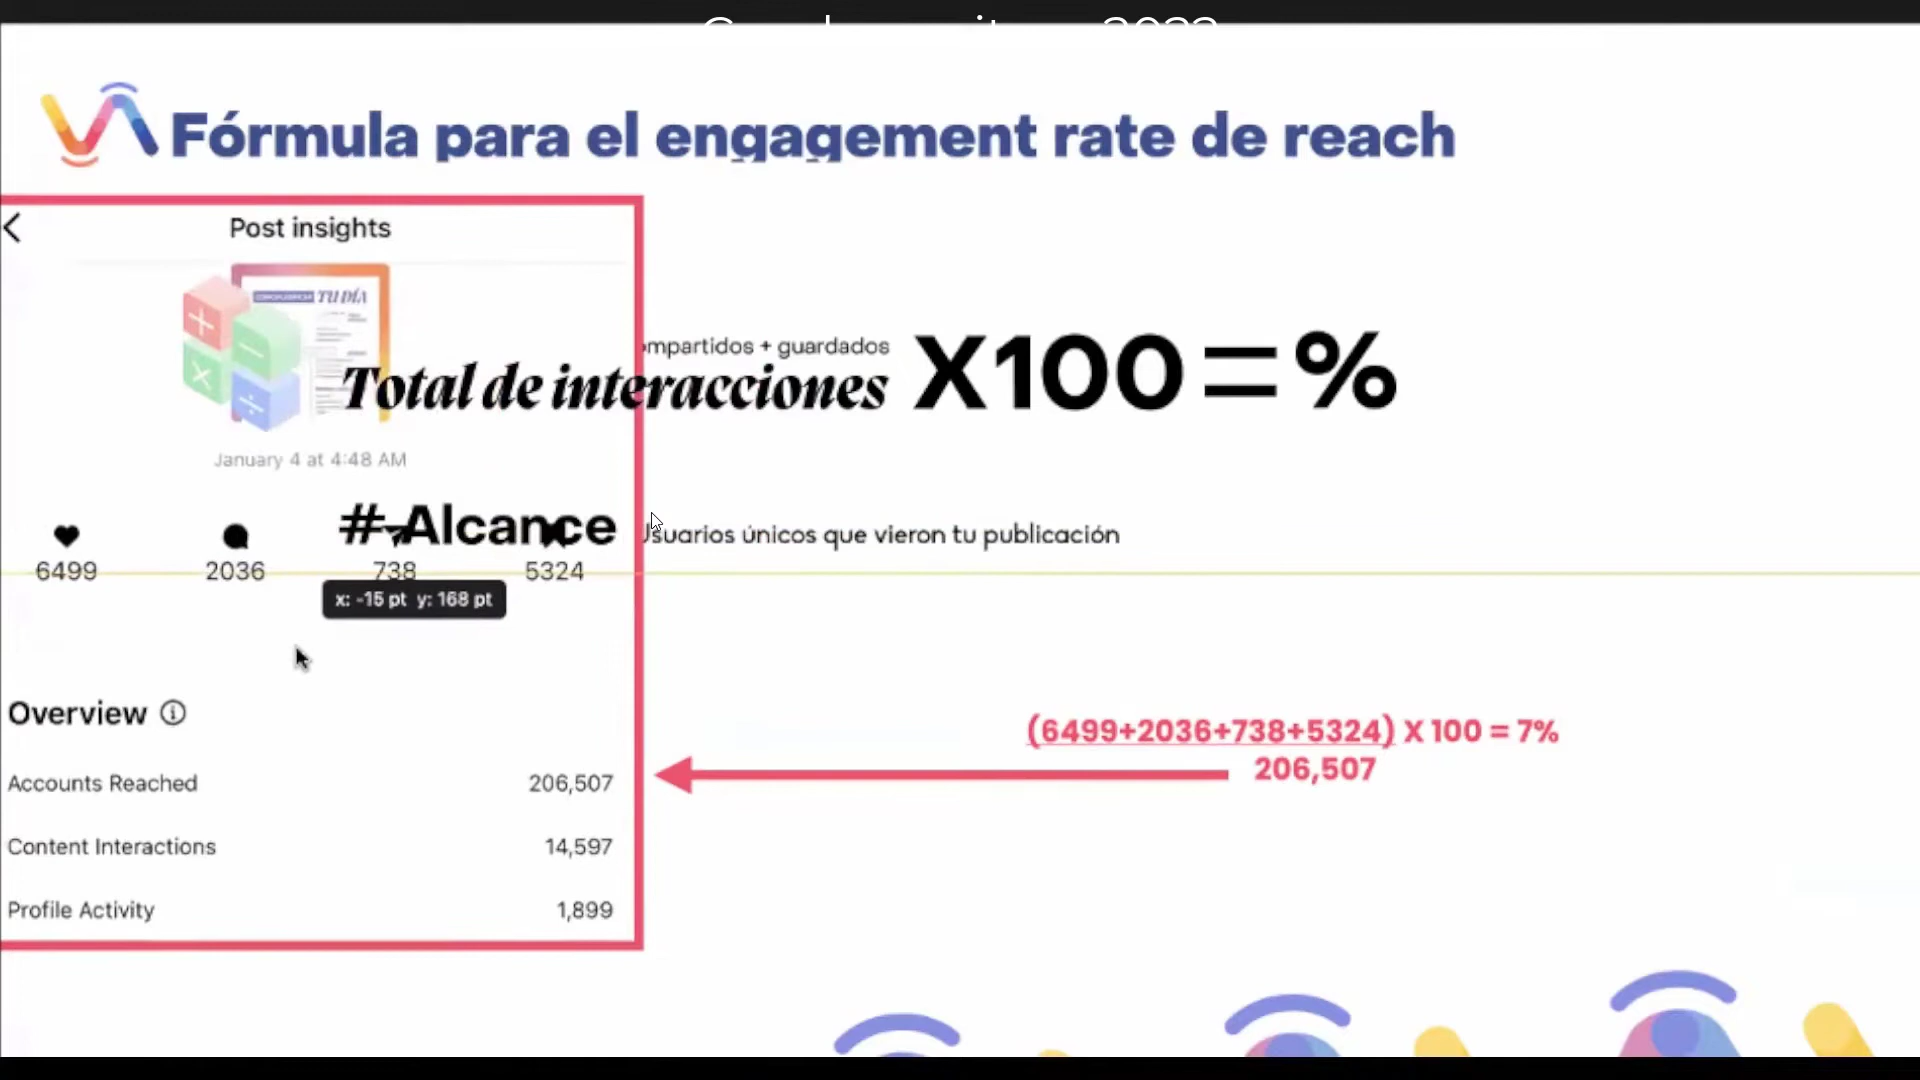 2023
Fórmula para el engagement rate de reach
Post insights
TU DÍA
mpartidos + guardados
Total de interacciones X100 = %
January 4 at 4:48 AM
# Alcance
Usuarios únicos que vieron tu publicación
6499 2036 738 5324
x: -15 pt y: 168 pt
Overview
(6499+2036+738+5324) X 100 = 7%
206,507
Accounts Reached 206,507
Content Interactions 14,597
Profile Activity 1,899